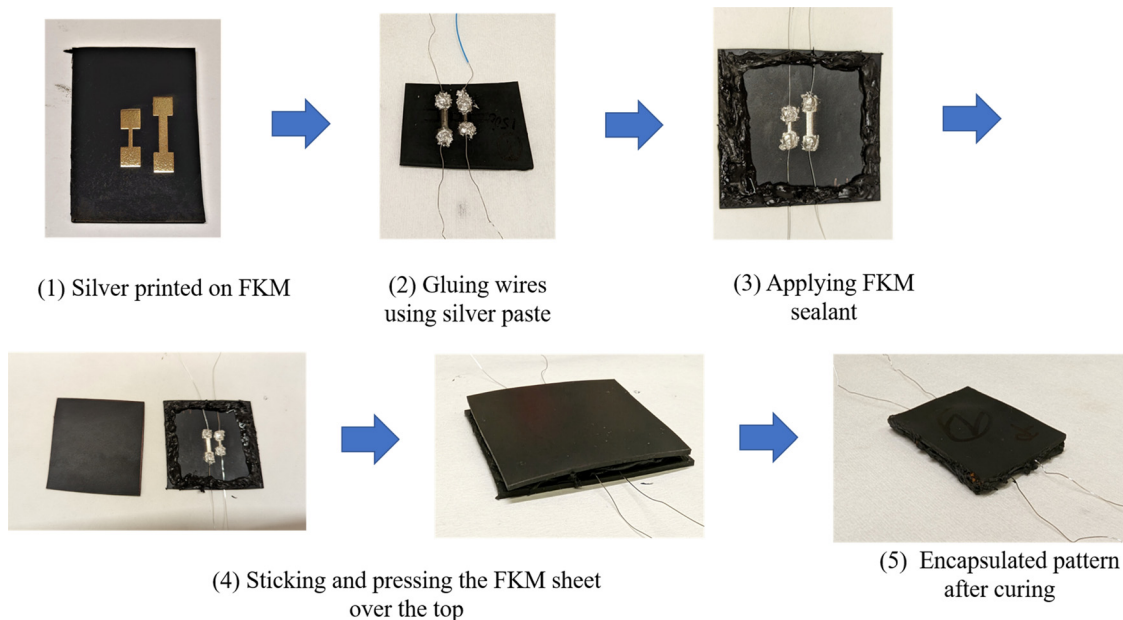 (1) Silver printed on FKM
(2) Gluing wires
using silver paste
(3) Applying FKM
sealant
(4) Sticking and pressing the FKM sheet
over the top
(5) Encapsulated pattern
after curing